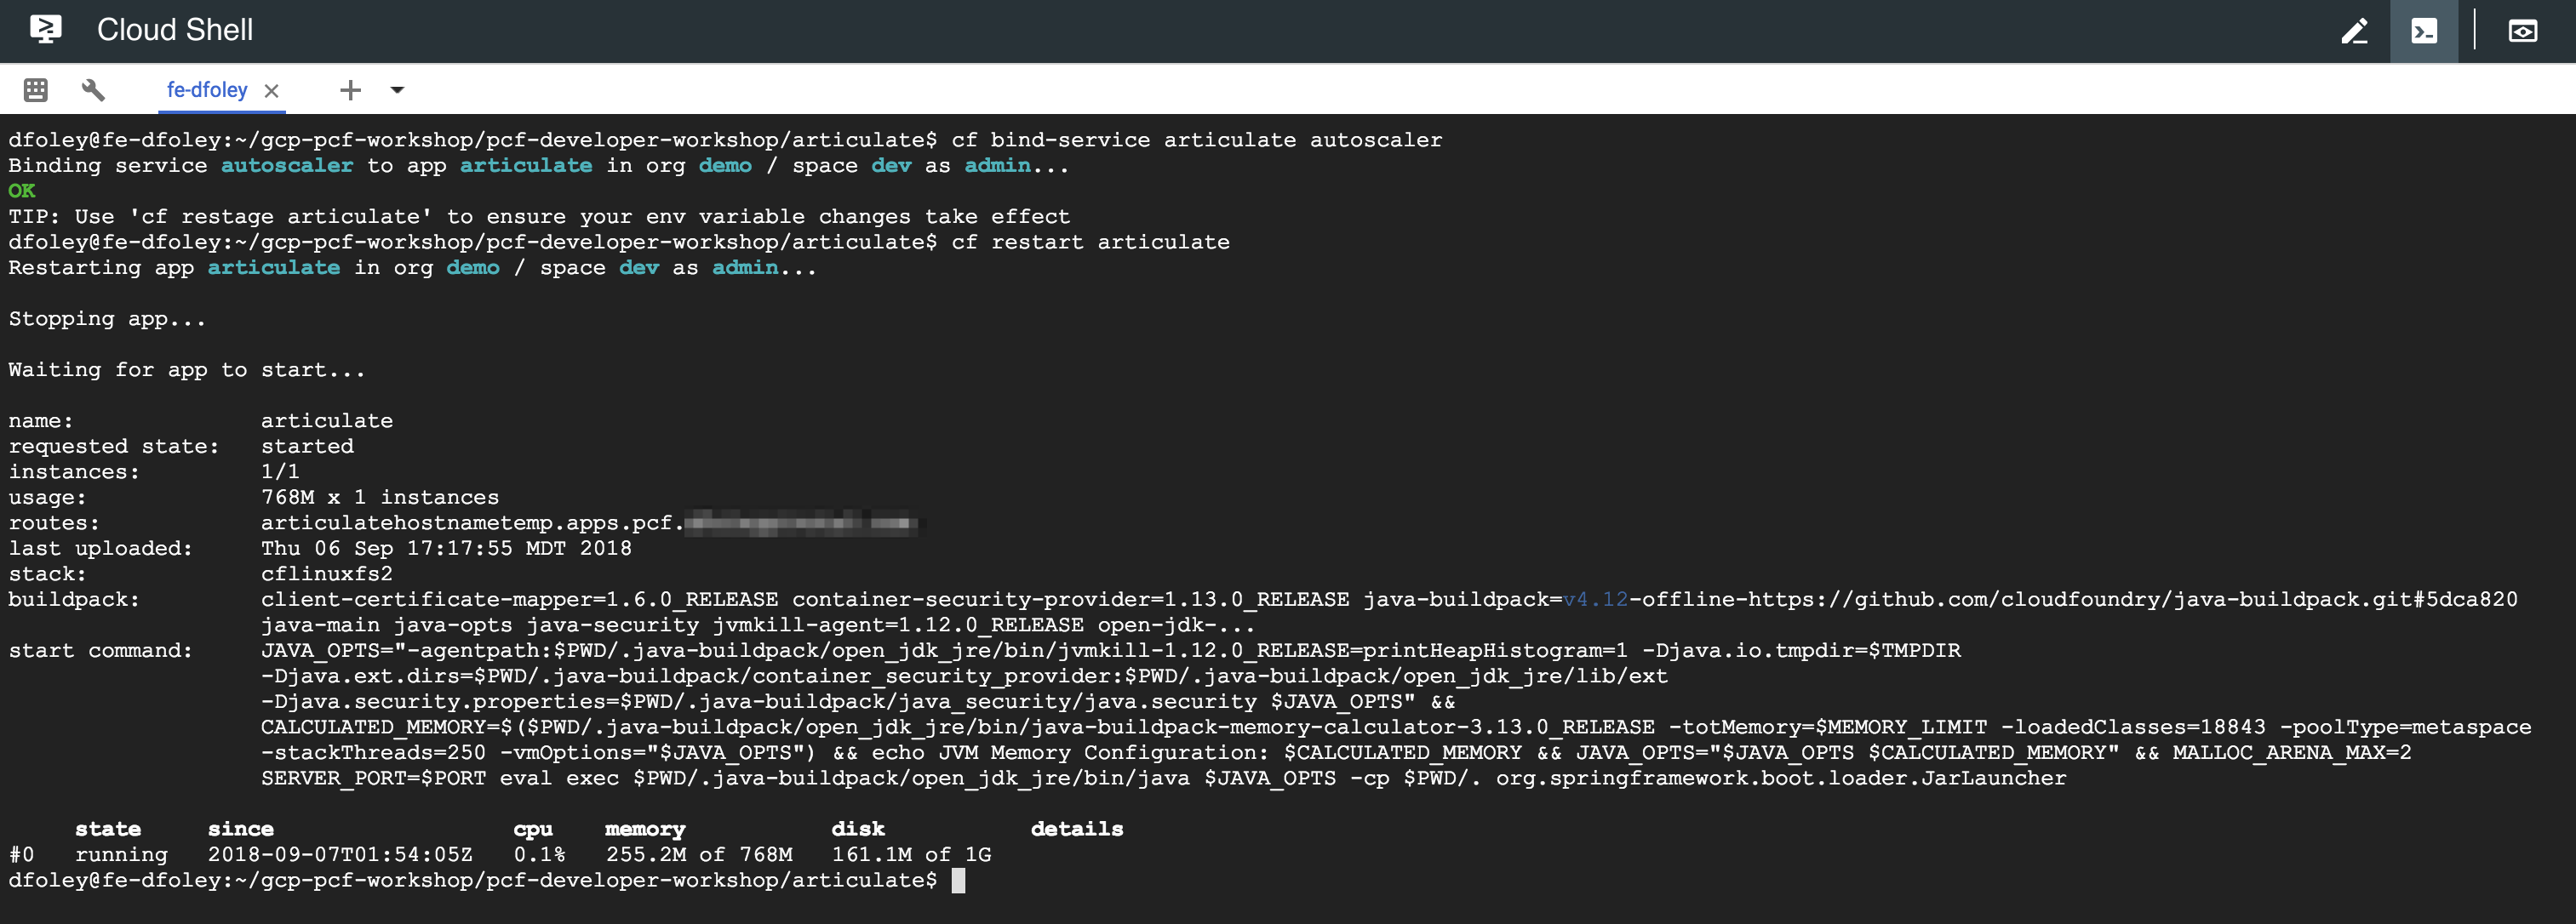 Cloud Shell
fe-dfoley
dfoley@fe-dfoley:~/gcp-pcf-workshop/pcf-developer-workshop/articulate$ cf bind-service articulate autoscaler
Binding service autoscaler to app articulate in org demo / space dev as admin...
OK
TIP: Use 'cf restage articulate' to ensure your env variable changes take effect
dfoley@fe-dfoley:~/gcp-pcf-workshop/pcf-developer-workshop/articulate$ cf restart articulate
Restarting app articulate in org demo / space dev as admin...
Stopping app...
Waiting for app to start...
name: articulate
requested state: started
instances: 1/1
usage: 768M x 1 instances
routes: articulatehostnametemp.apps.pcf.
last uploaded: Thu 06 Sep 17:17:55 MDT 2018
stack: cflinuxfs2
buildpack: client-certificate-mapper=1.6.0_RELEASE container-security-provider=1.13.0_RELEASE java-buildpack=v4.12-offline-https://github.com/cloudfoundry/java-buildpack.git#5dca820
java-main java-opts java-security jvmkill-agent=1.12.0_RELEASE open-jdk-...
start command: JAVA_OPTS="-agentpath:$PWD/.java-buildpack/open_jdk_jre/bin/jvmkill-1.12.0_RELEASE=printHeapHistogram=1 -Djava.io.tmpdir=$TMPDIR
-Djava.ext.dirs=$PWD/.java-buildpack/container_security_provider:$PWD/.java-buildpack/open_jdk_jre/lib/ext
-Djava.security.properties=$PWD/.java-buildpack/java_security/java.security $JAVA_OPTS" &&
CALCULATED_MEMORY=$($PWD/.java-buildpack/open_jdk_jre/bin/java-buildpack-memory-calculator-3.13.0_RELEASE -totMemory=$MEMORY_LIMIT -loadedClasses=18843 -poolType=metaspace
-stackThreads=250 -vmOptions="$JAVA_OPTS") && echo JVM Memory Configuration: $CALCULATED_MEMORY && JAVA_OPTS="$JAVA_OPTS $CALCULATED_MEMORY" && MALLOC_ARENA_MAX=2
SERVER_PORT=$PORT eval exec $PWD/.java-buildpack/open_jdk_jre/bin/java $JAVA_OPTS -cp $PWD/. org.springframework.boot.loader.JarLauncher
state since cpu memory disk details
#0 running 2018-09-07T01:54:05Z 0.1% 255.2M of 768M 161.1M of 1G
dfoley@fe-dfoley:~/gcp-pcf-workshop/pcf-developer-workshop/articulate$